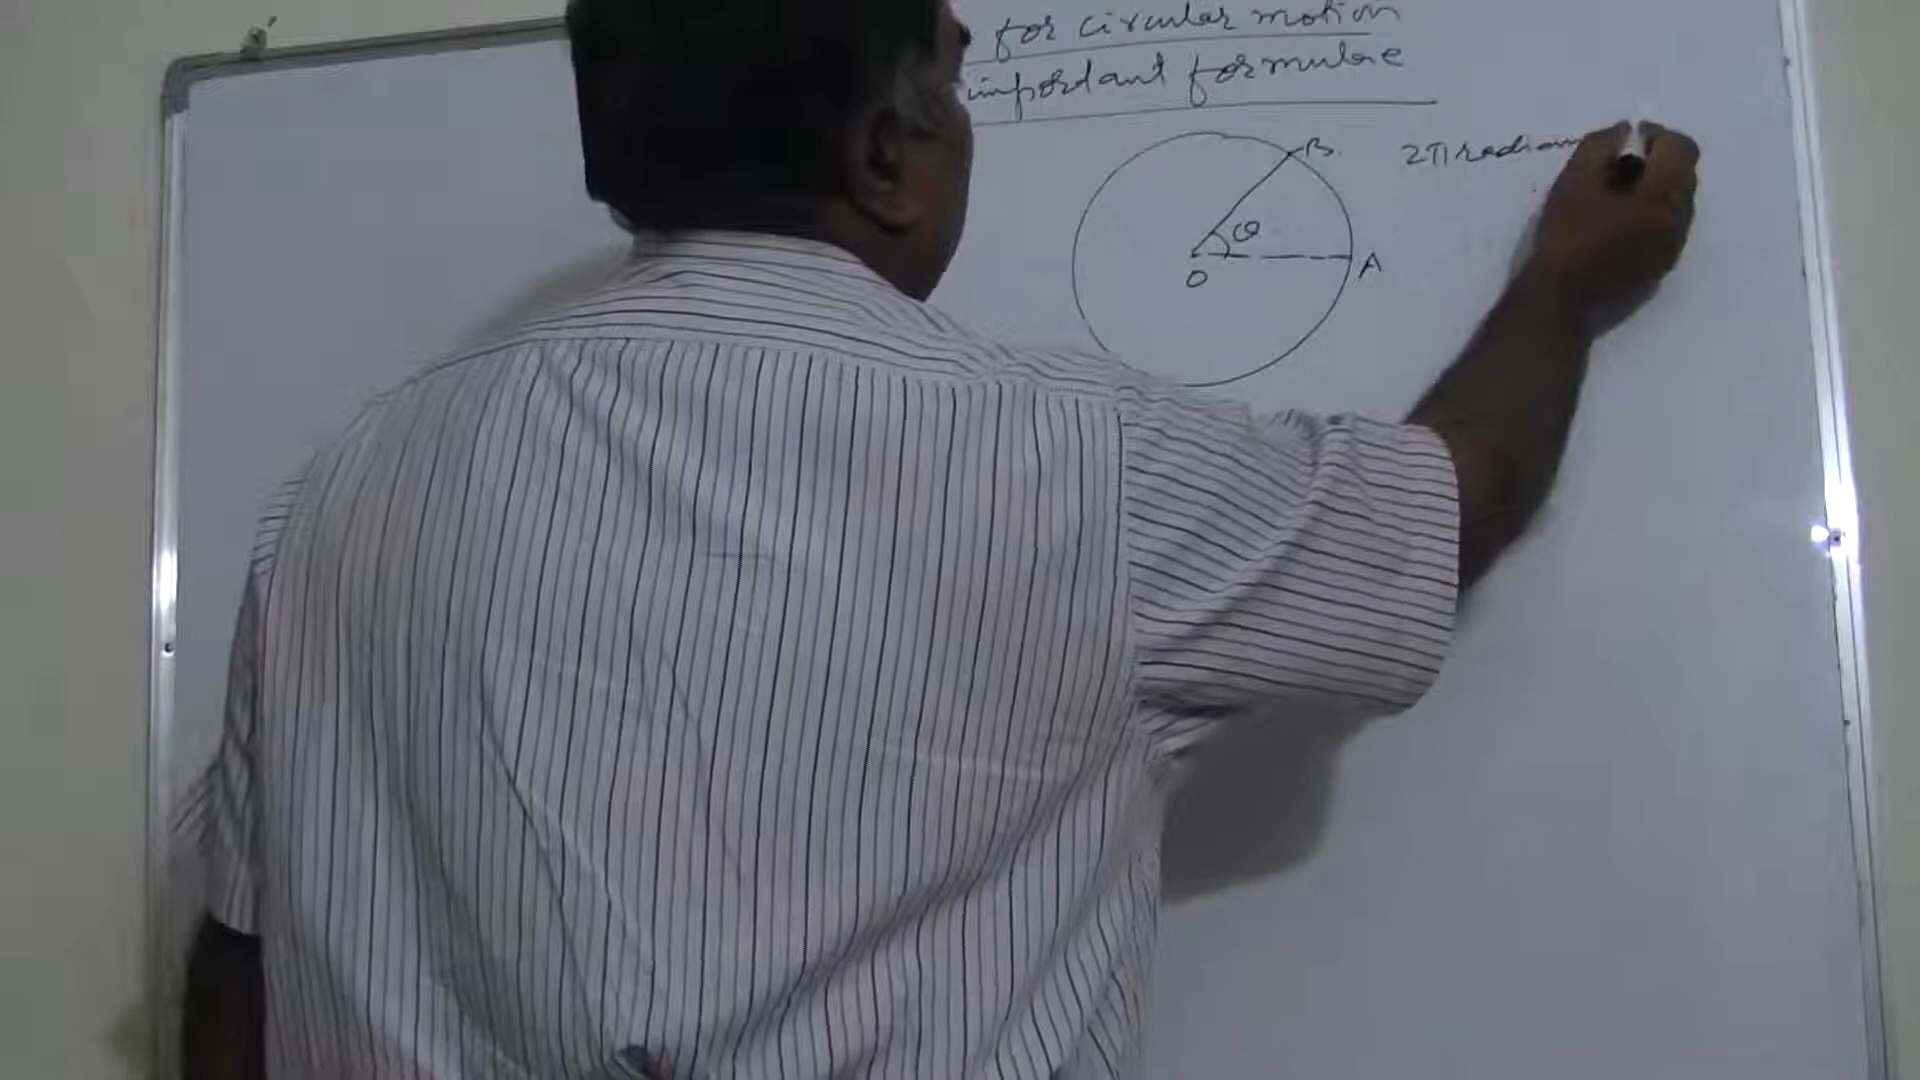 for circular motion
important formulae
B
2π radian
θ
O
A